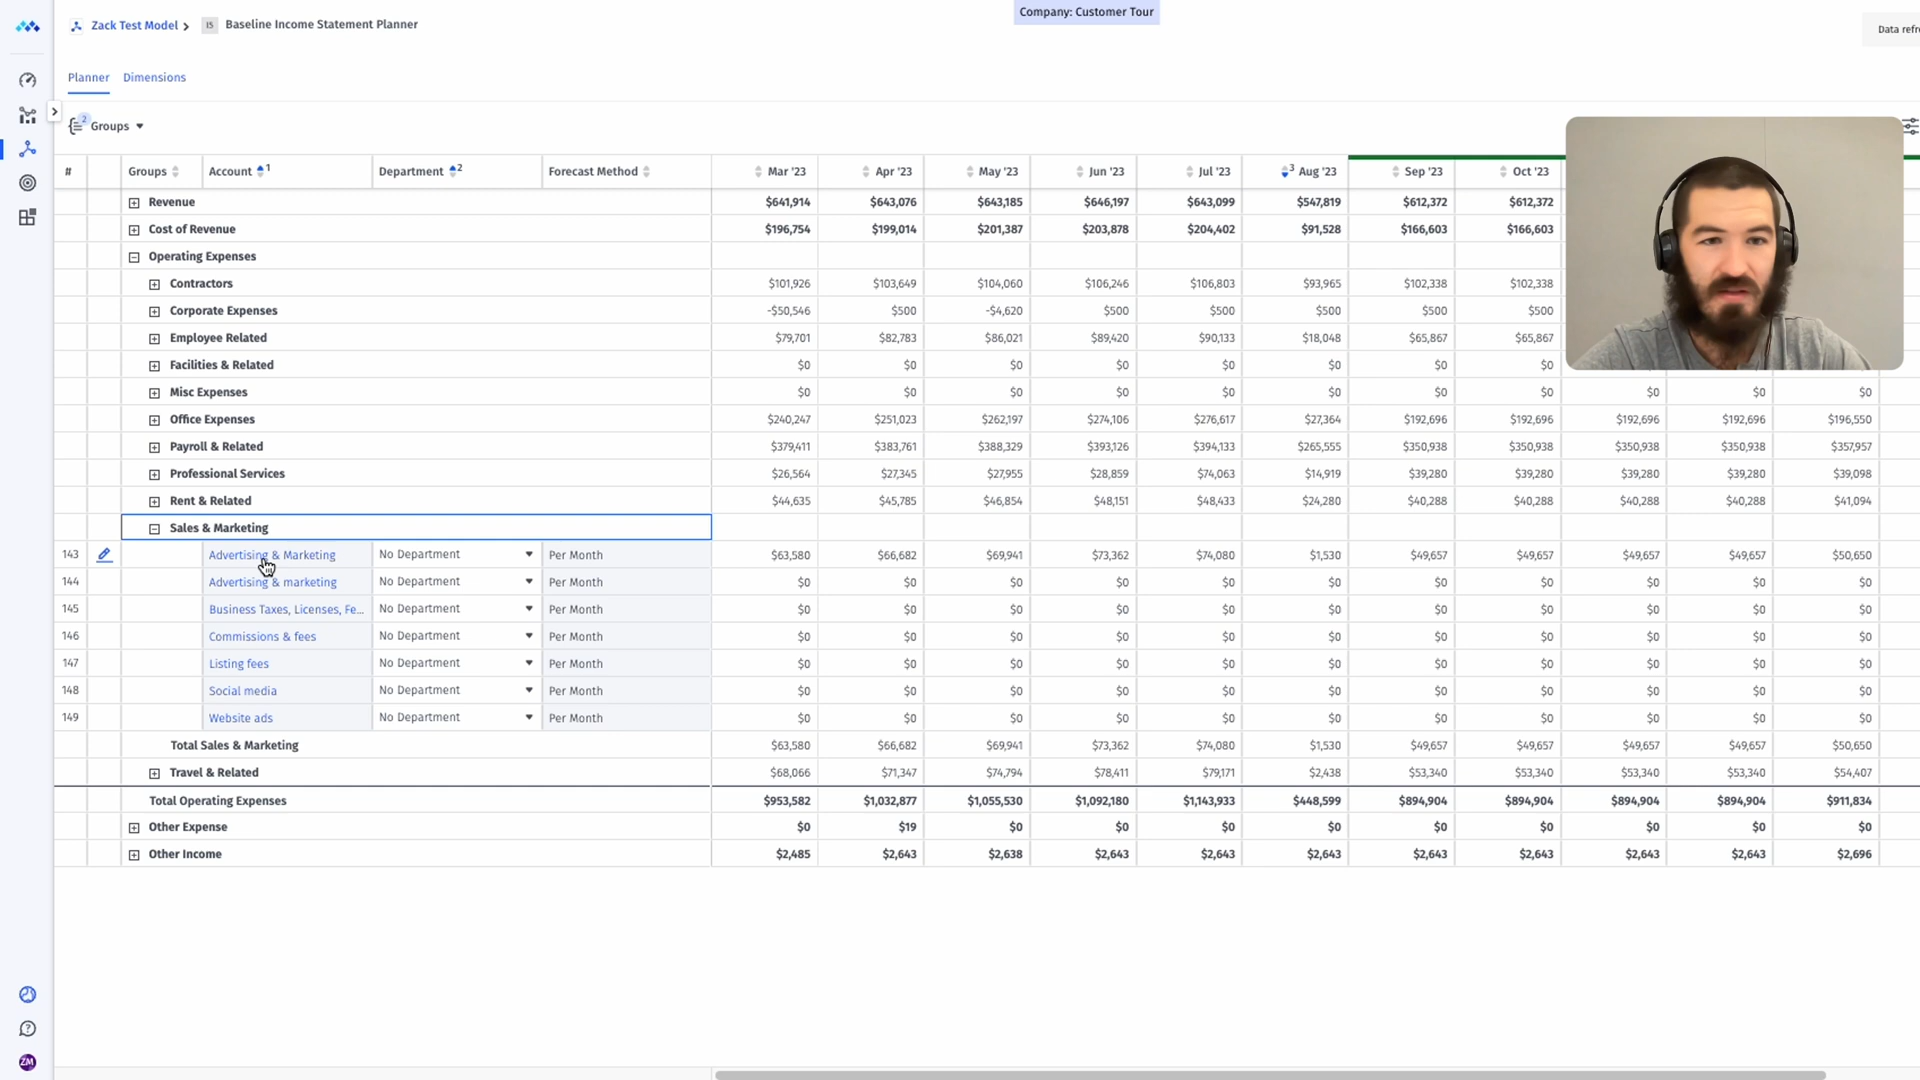 Zack Test Model
IS Baseline Income Statement Planner
Company: Customer Tour
Data refre
Planner Dimensions
2 Groups
# Groups Account 1 Department 2 Forecast Method Mar '23 Apr '23 May '23 Jun '23 Jul '23 3 Aug '23 Sep '23 Oct '23
Revenue $641,914 $643,076 $643,185 $646,197 $643,099 $547,819 $612,372 $612,372
Cost of Revenue $196,754 $199,014 $201,387 $203,878 $204,402 $91,528 $166,603 $166,603
Operating Expenses
Contractors $101,926 $103,649 $104,060 $106,246 $106,803 $93,965 $102,338 $102,338
Corporate Expenses -$50,546 $500 -$4,620 $500 $500 $500 $500 $500
Employee Related $79,701 $82,783 $86,021 $89,420 $90,133 $18,048 $65,867 $65,867
Facilities & Related $0 $0 $0 $0 $0 $0 $0 $0
Misc Expenses $0 $0 $0 $0 $0 $0 $0 $0 $0 $0 $0
Office Expenses $240,247 $251,023 $262,197 $274,106 $276,617 $27,364 $192,696 $192,696 $192,696 $192,696 $196,550
Payroll & Related $379,411 $383,761 $388,329 $393,126 $394,133 $265,555 $350,938 $350,938 $350,938 $350,938 $357,957
Professional Services $26,564 $27,345 $27,955 $28,859 $74,063 $14,919 $39,280 $39,280 $39,280 $39,280 $39,098
Rent & Related $44,635 $45,785 $46,854 $48,151 $48,433 $24,280 $40,288 $40,288 $40,288 $40,288 $41,094
Sales & Marketing
143 Advertising & Marketing No Department Per Month $63,580 $66,682 $69,941 $73,362 $74,080 $1,530 $49,657 $49,657 $49,657 $49,657 $50,650
144 Advertising & marketing No Department Per Month $0 $0 $0 $0 $0 $0 $0 $0 $0 $0 $0
145 Business Taxes, Licenses, Fe... No Department Per Month $0 $0 $0 $0 $0 $0 $0 $0 $0 $0 $0
146 Commissions & fees No Department Per Month $0 $0 $0 $0 $0 $0 $0 $0 $0 $0 $0
147 Listing fees No Department Per Month $0 $0 $0 $0 $0 $0 $0 $0 $0 $0 $0
148 Social media No Department Per Month $0 $0 $0 $0 $0 $0 $0 $0 $0 $0 $0
149 Website ads No Department Per Month $0 $0 $0 $0 $0 $0 $0 $0 $0 $0 $0
Total Sales & Marketing $63,580 $66,682 $69,941 $73,362 $74,080 $1,530 $49,657 $49,657 $49,657 $49,657 $50,650
Travel & Related $68,066 $71,347 $74,794 $78,411 $79,171 $2,438 $53,340 $53,340 $53,340 $53,340 $54,407
Total Operating Expenses $953,582 $1,032,877 $1,055,530 $1,092,180 $1,143,933 $448,599 $894,904 $894,904 $894,904 $894,904 $911,834
Other Expense $0 $19 $0 $0 $0 $0 $0 $0 $0 $0 $0
Other Income $2,485 $2,643 $2,638 $2,643 $2,643 $2,643 $2,643 $2,643 $2,643 $2,643 $2,696
ZM